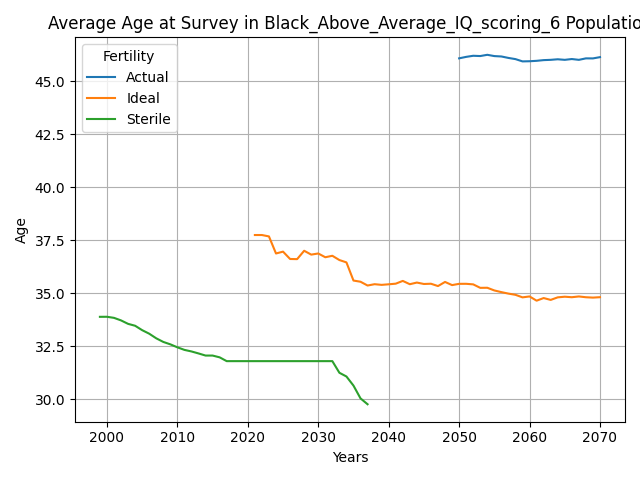 Average Age at Survey in Black_Above_Average_IQ_scoring_6 Populatio
Fertility
Actual
Ideal
Sterile
Age
45.0
42.5
40.0
37.5
35.0
32.5
30.0
2000 2010 2020 2030 2040 2050 2060 2070
Years